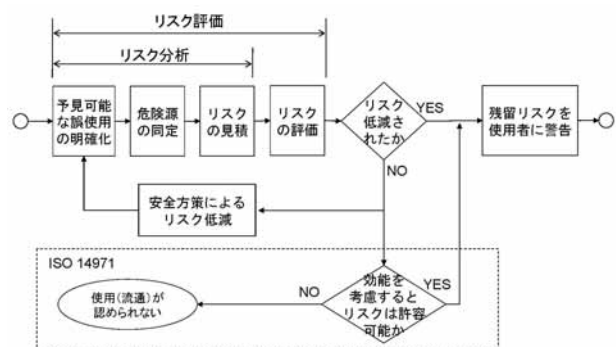 リスク評価
リスク分析
予見可能
な誤使用
の明確化
危険源
の同定
リスク
の見積
リスク
の評価
リスク
低減さ
れたか
YES
残留リスクを
使用者に警告
NO
安全方策による
リスク低減
ISO 14971
使用(流通)が
認められない
NO
効能を
考慮すると
リスクは許容
可能か
YES